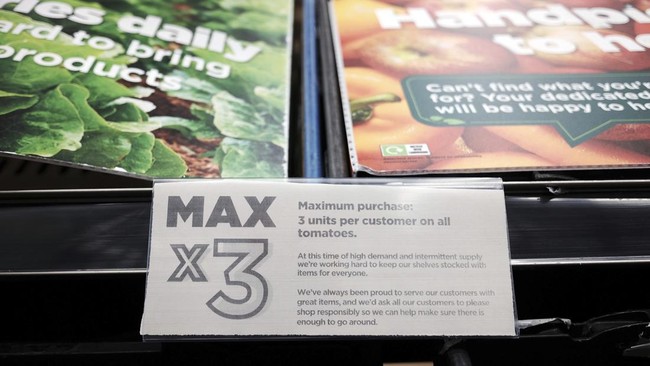 ries daily
ard to bring
products
Handpi
to he
Can't find what you'r
for? Your dedicate
will be happy to he
MAX
x3
Maximum purchase:
3 units per customer on all
tomatoes.
At this time of high demand and intermittent supply
we're working hard to keep our shelves stocked with
items for everyone.
We've always been proud to serve our customers with
great items, and we'd ask all our customers to please
shop responsibly so we can help make sure there is
enough to go around.